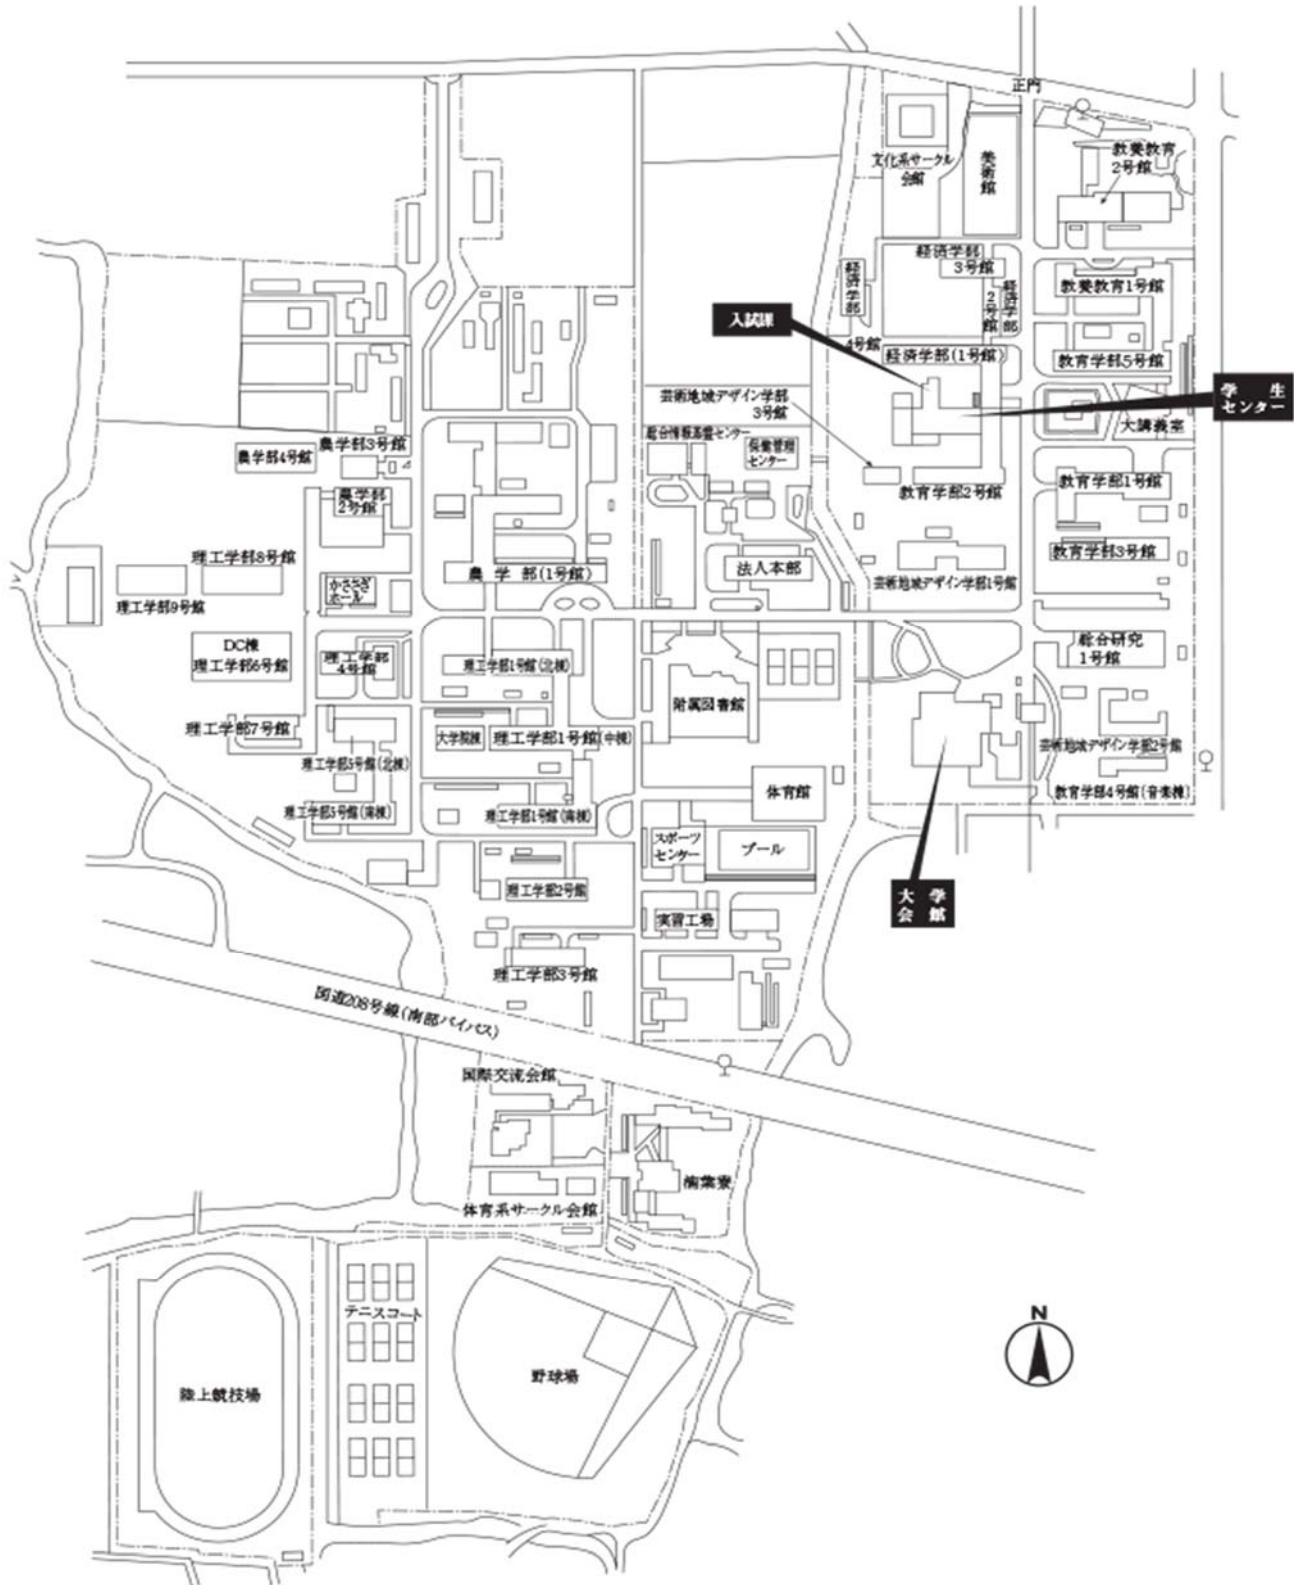 正門
教養教育
2号館
文化系サークル
会館
美術館
経済学部
3号館
経済学部
4号館
経済学部
2号館
教養教育1号館
入試課
経済学部(1号館)
教育学部5号館
学生
センター
芸術地域デザイン学部
3号館
大講義室
総合情報基盤センター
保健管理
センター
農学部3号館
農学部4号館
教育学部2号館
教育学部1号館
農学部
2号館
教育学部3号館
理工学部8号館
農学部(1号館)
法人本部
芸術地域デザイン学部1号館
かささぎ
ホール
理工学部9号館
DC棟
理工学部6号館
理工学部
4号館
理工学部1号館(北棟)
総合研究
1号館
附属図書館
理工学部7号館
大学院棟
理工学部1号館(中棟)
芸術地域デザイン学部2号館
理工学部5号館(北棟)
体育館
教育学部4号館(音楽棟)
理工学部5号館(南棟)
理工学部1号館(南棟)
スポーツ
センター
プール
理工学部2号館
大学
会館
実習工場
理工学部3号館
国道208号線(南部バイパス)
国際交流会館
楠葉寮
体育系サークル会館
テニスコート
N
野球場
陸上競技場